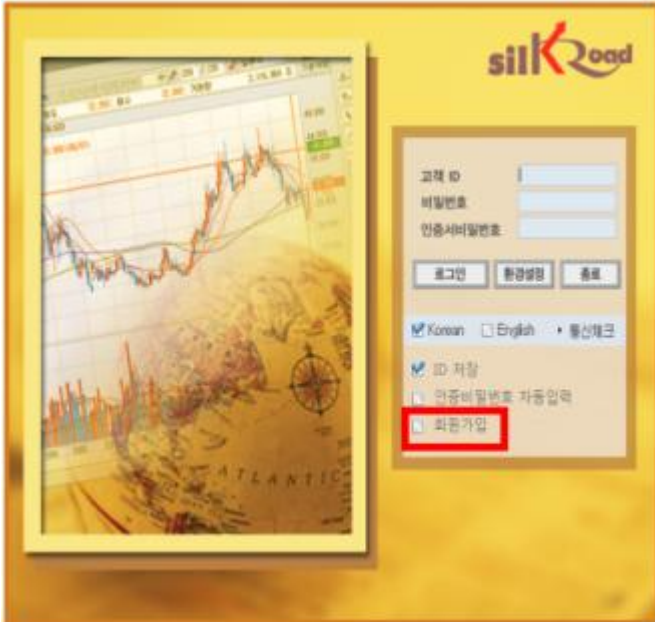 silKRoad
고객 ID
비밀번호
인증서비밀번호
로그인 환경설정 종료
Korean English 통신체크
ID 저장
인증비밀번호 자동입력
회원가입
ATLANTIC